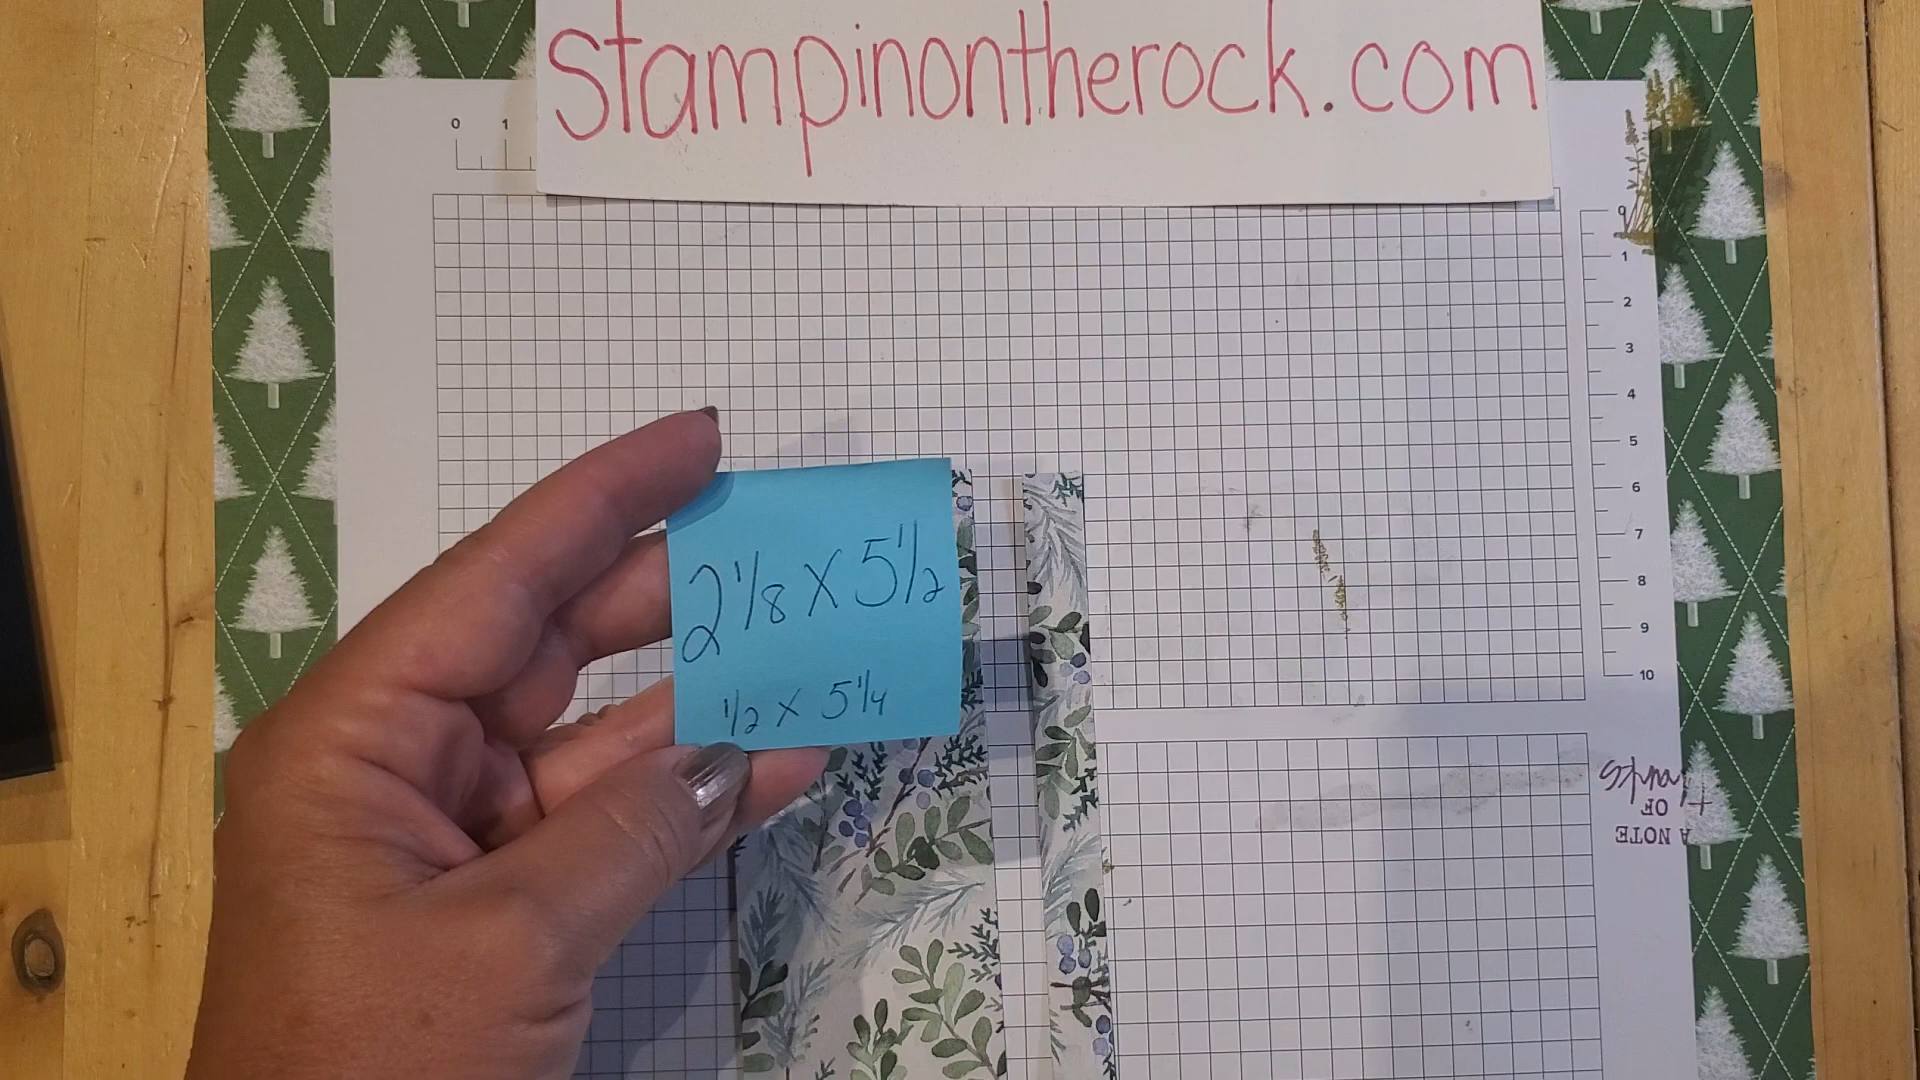 stampinontherock.com
0 1
0
1
2
3
4
5
6
7
8
9
10
2 1/8 X 5 1/2
1/2 X 5 1/4
A NOTE
OF
Thanks